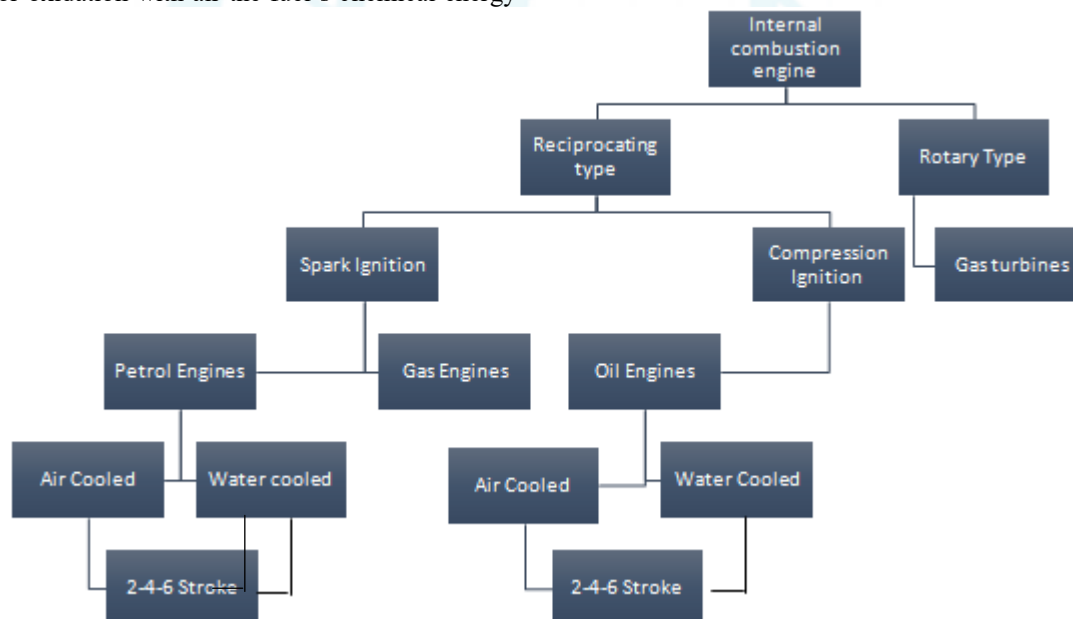 Internal
combustion
engine
Reciprocating
type
Rotary Type
Spark Ignition
Compression
Ignition
Gas turbines
Petrol Engines
Gas Engines
Oil Engines
Air Cooled
Water cooled
Air Cooled
Water Cooled
2-4-6 Stroke
2-4-6 Stroke